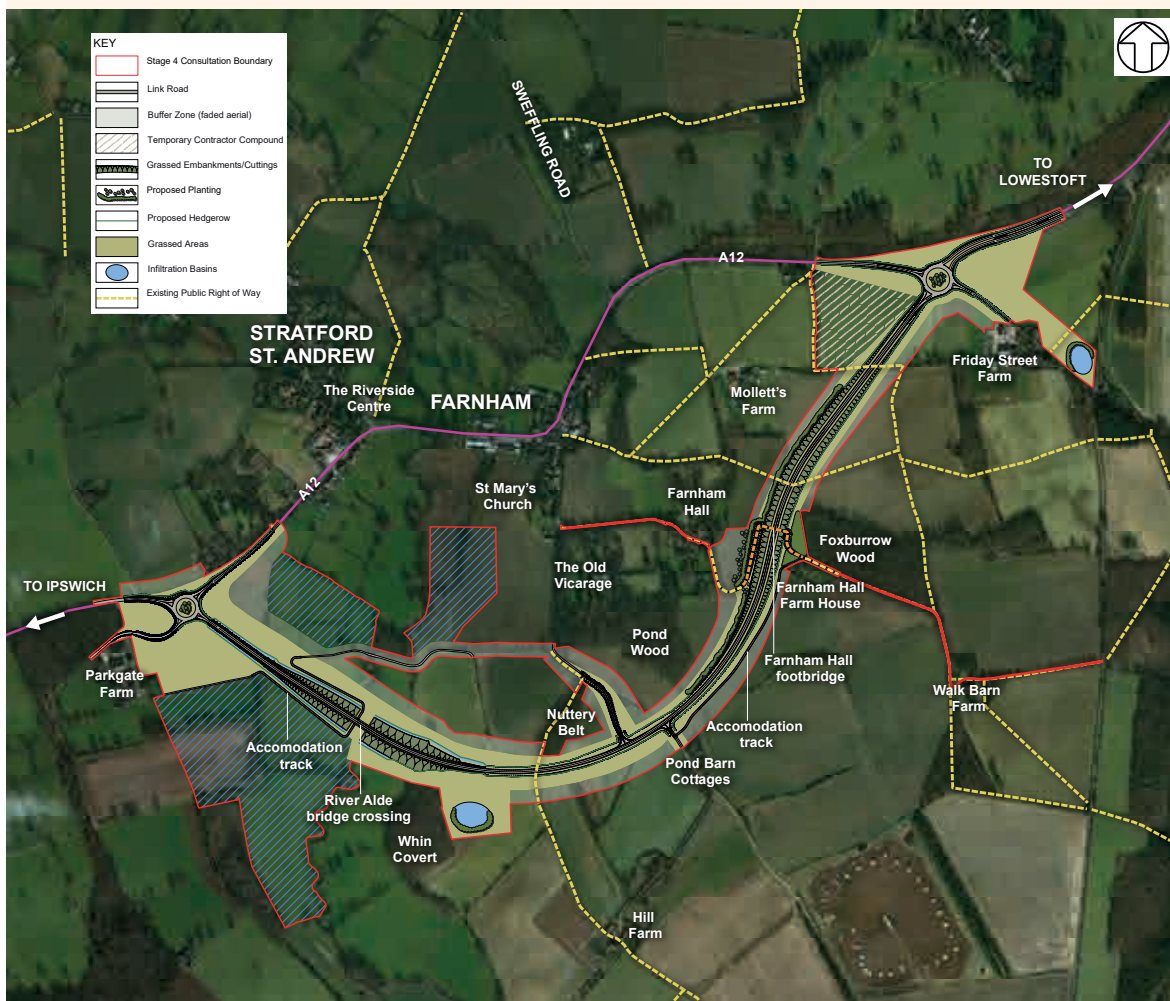 KEY
Stage 4 Consultation Boundary
Link Road
Buffer Zone (faded aerial)
Temporary Contractor Compound
Grassed Embankments/Cuttings
Proposed Planting
Proposed Hedgerow
Grassed Areas
Infiltration Basins
Existing Public Right of Way
SWEFFLING ROAD
TO
LOWESTOFT
A12
STRATFORD
ST. ANDREW
The Riverside
Centre
FARNHAM
Mollett's
Farm
Friday Street
Farm
A12
St Mary's
Church
Farnham
Hall
Foxburrow
Wood
The Old
Vicarage
Farnham Hall
Farm House
TO IPSWICH
Pond
Wood
Farnham Hall
footbridge
Parkgate
Farm
Walk Barn
Farm
Nuttery
Belt
Accomodation
track
Accomodation
track
Pond Barn
Cottages
River Alde
bridge crossing
Whin
Covert
Hill
Farm